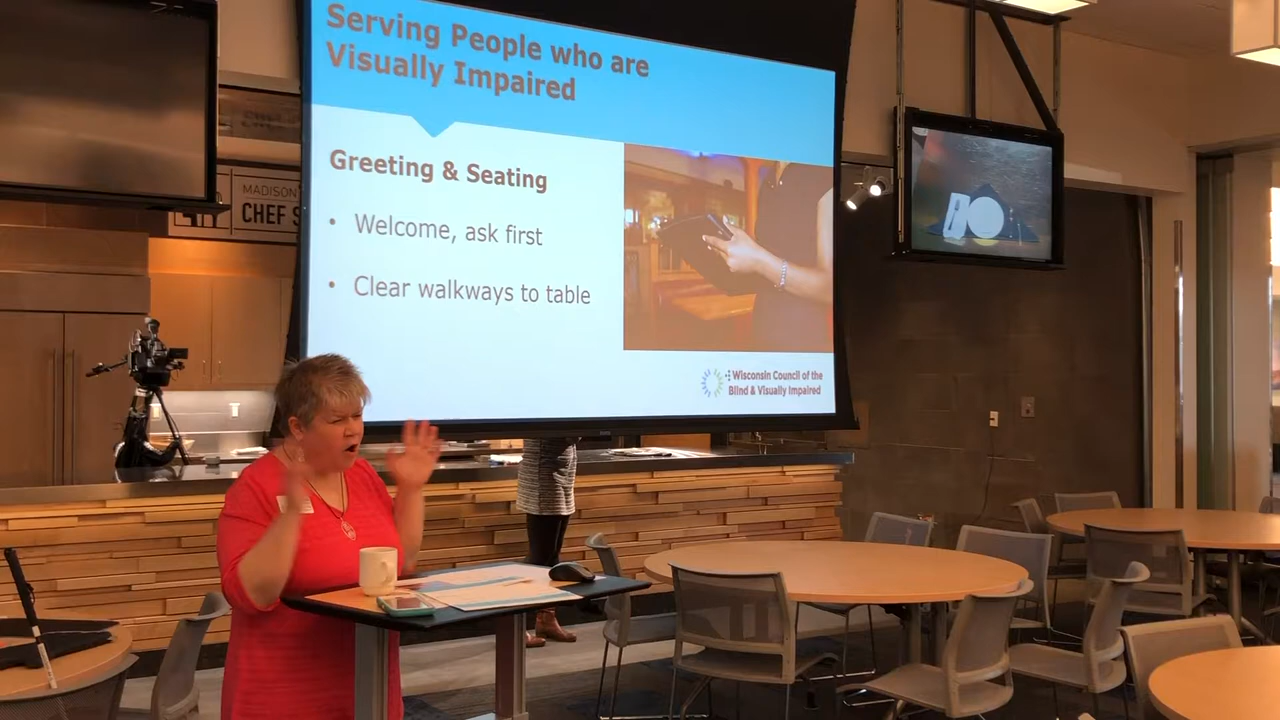 Serving People who are
Visually Impaired
Greeting & Seating
• Welcome, ask first
• Clear walkways to table
Wisconsin Council of the
Blind & Visually Impaired
MADISON
CHEF S